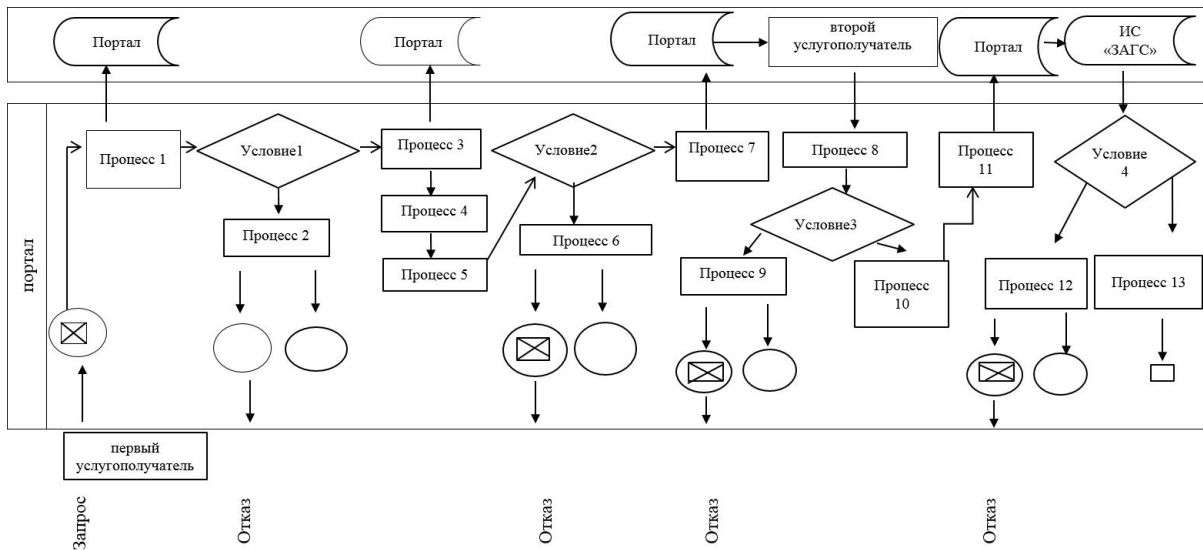 Портал
Портал
Портал
второй
услугополучатель
Портал
ИС
«ЗАГС»
портал
Процесс 1
Условие1
Процесс 2
Процесс 3
Процесс 4
Процесс 5
Условие2
Процесс 6
Процесс 7
Процесс 8
Условие3
Процесс 9
Процесс
10
Процесс
11
Условие
4
Процесс 12
Процесс 13
первый
услугополучатель
Запрос
Отказ
Отказ
Отказ
Отказ